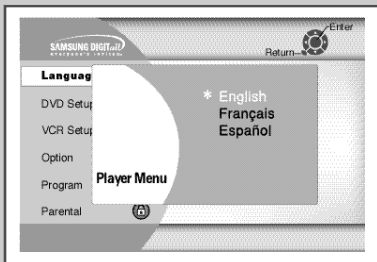 Enter
SAMSUNG DIGITall
Return
Languag
* English
Français
Español
DVD Setup
VCR Setup
Option
Program
Player Menu
Parental